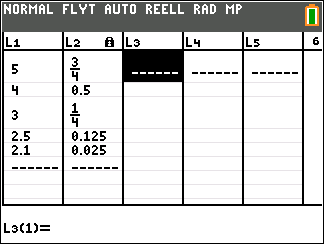 NORMAL FLYT AUTO REELL RAD MP
L1 L2 L3 L4 L5 6
5 3/4 ------ ------ ------
4 0.5
3 1/4
2.5 0.125
2.1 0.025
------ ------
L3(1)=